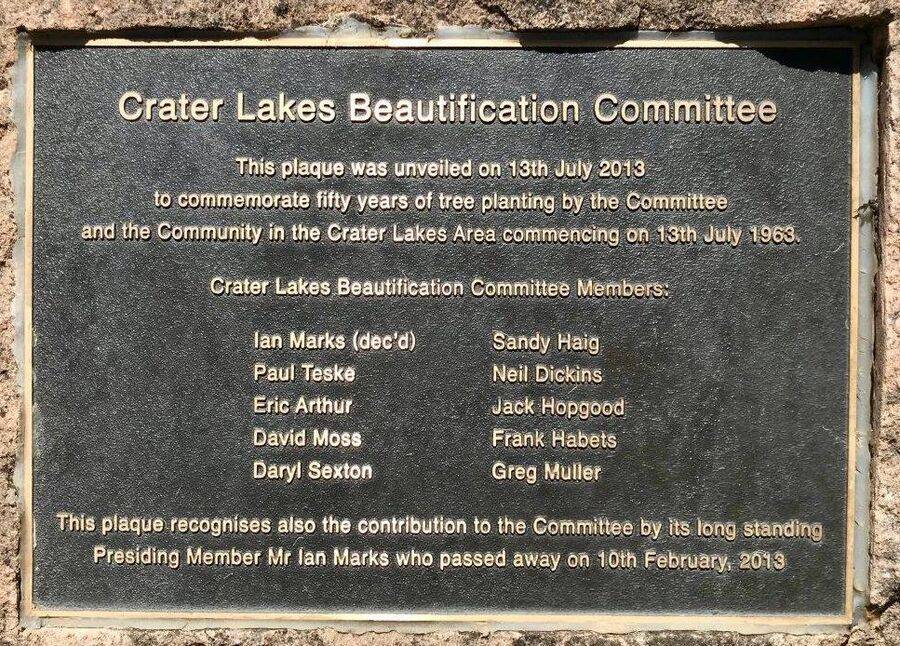 Crater Lakes Beautification Committee
This plaque was unveiled on 13th July 2013
to commemorate fifty years of tree planting by the Committee
and the Community in the Crater Lakes Area commencing on 13th July 1963.
Crater Lakes Beautification Committee Members:
Ian Marks (dec'd) Sandy Haig
Paul Teske Neil Dickins
Eric Arthur Jack Hopgood
David Moss Frank Habets
Daryl Sexton Greg Muller
This plaque recognises also the contribution to the Committee by its long standing
Presiding Member Mr Ian Marks who passed away on 10th February, 2013